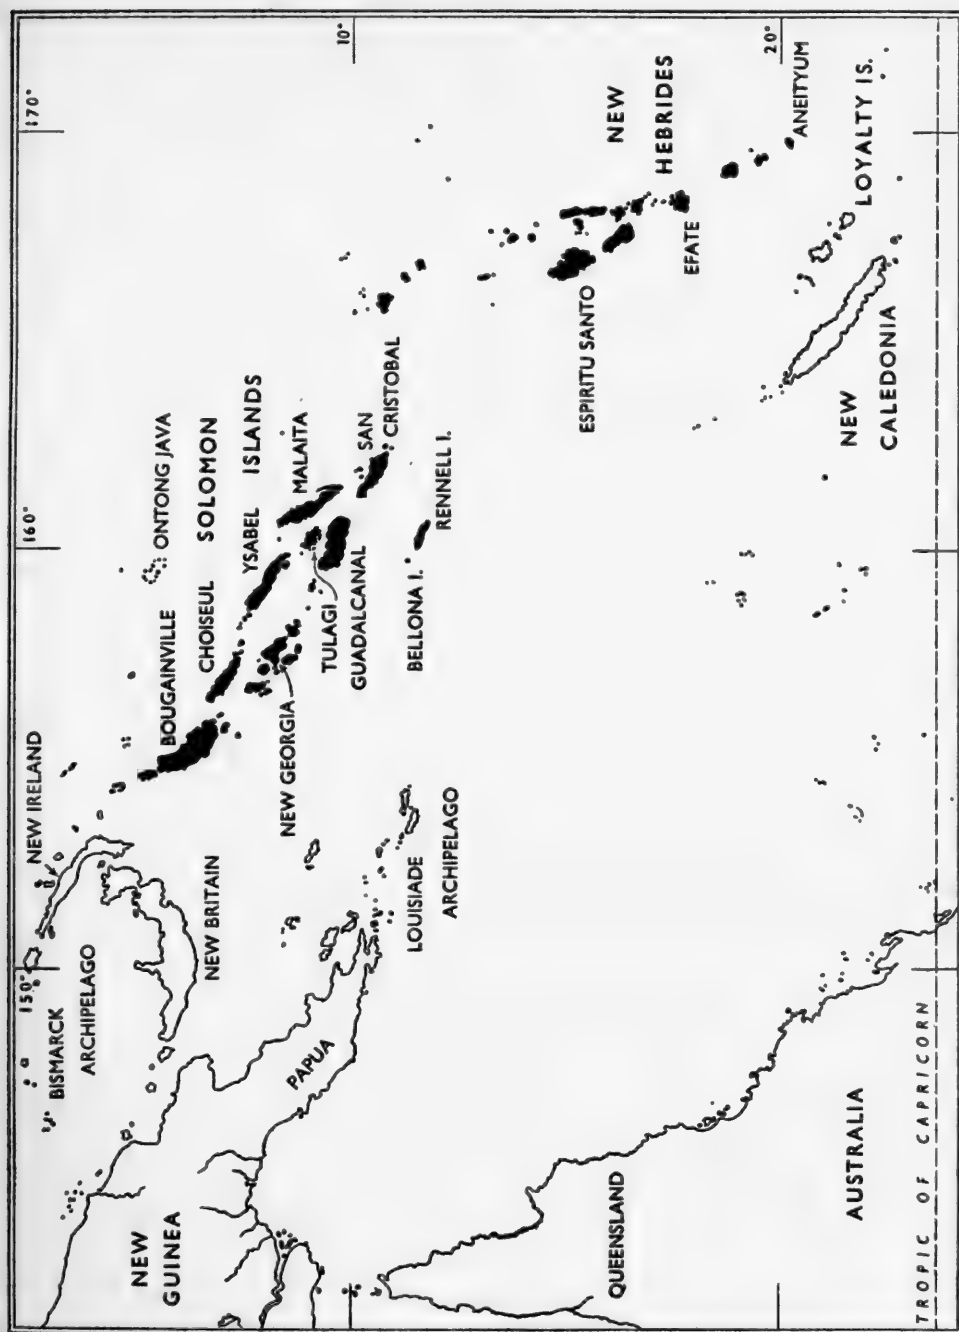 150°
160°
170°
10°
20°
BISMARCK
ARCHIPELAGO
NEW IRELAND
NEW BRITAIN
NEW
GUINEA
PAPUA
BOUGAINVILLE
ONTONG JAVA
CHOISEUL
SOLOMON
YSABEL
ISLANDS
MALAITA
NEW GEORGIA
TULAGI
GUADALCANAL
SAN
CRISTOBAL
BELLONA I.
RENNELL I.
LOUISIADE
ARCHIPELAGO
NEW
HEBRIDES
ESPIRITU SANTO
EFATE
ANEITYUM
LOYALTY IS.
NEW
CALEDONIA
QUEENSLAND
AUSTRALIA
TROPIC OF CAPRICORN